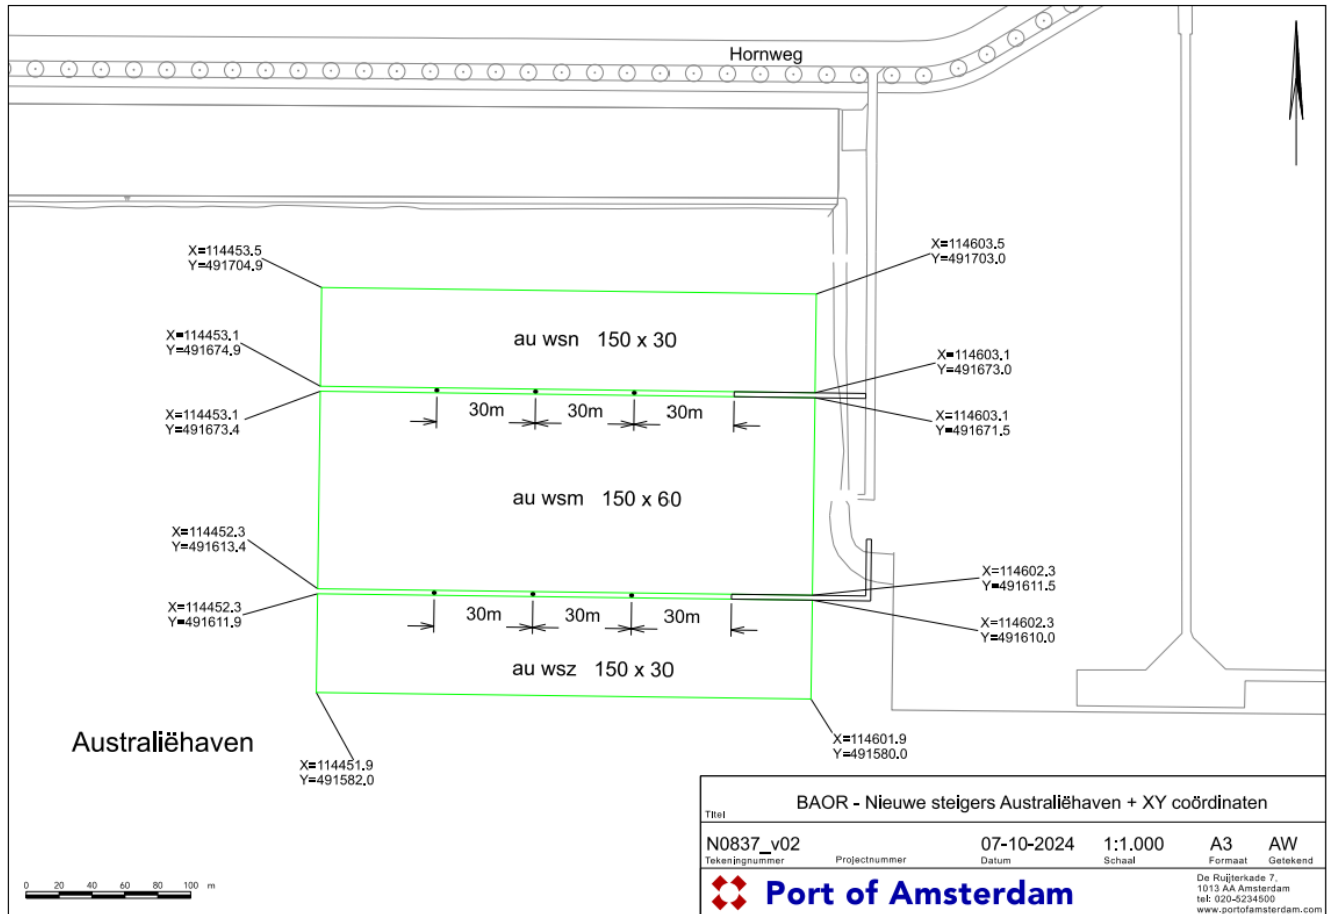 Hornweg
X=114453.5
Y=491704.9
X=114603.5
Y=491703.0
au wsn 150 x 30
X=114453.1
Y=491674.9
X=114603.1
Y=491673.0
X=114453.1
Y=491673.4
30m 30m 30m
X=114603.1
Y=491671.5
au wsm 150 x 60
X=114452.3
Y=491613.4
X=114602.3
Y=491611.5
X=114452.3
Y=491611.9
30m 30m 30m
X=114602.3
Y=491610.0
au wsz 150 x 30
Australiëhaven
X=114451.9
Y=491582.0
X=114601.9
Y=491580.0
BAOR - Nieuwe steigers Australiëhaven + XY coördinaten
Titel
N0837_v02 07-10-2024 1:1.000 A3 AW
Tekeningnummer Projectnummer Datum Schaal Formaat Getekend
Port of Amsterdam
De Ruijterkade 7,
1013 AA Amsterdam
tel: 020-5234500
www.portofamsterdam.com
0 20 40 60 80 100 m